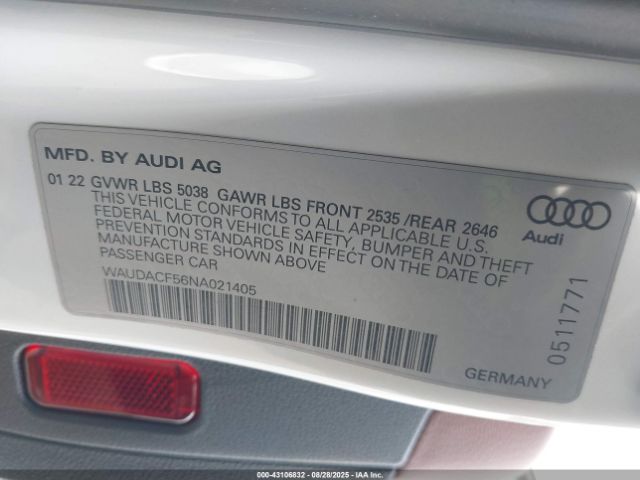 MFD. BY AUDI AG
01 22 GVWR LBS 5038 GAWR LBS FRONT 2535 /REAR 2646
THIS VEHICLE CONFORMS TO ALL APPLICABLE U.S.
FEDERAL MOTOR VEHICLE SAFETY, BUMPER AND THEFT
PREVENTION STANDARDS IN EFFECT ON THE DATE OF
MANUFACTURE SHOWN ABOVE
PASSENGER CAR
WAUDACF56NA021405
Audi
0511771
GERMANY
000-43106832 - 08/28/2025 - IAA Inc.